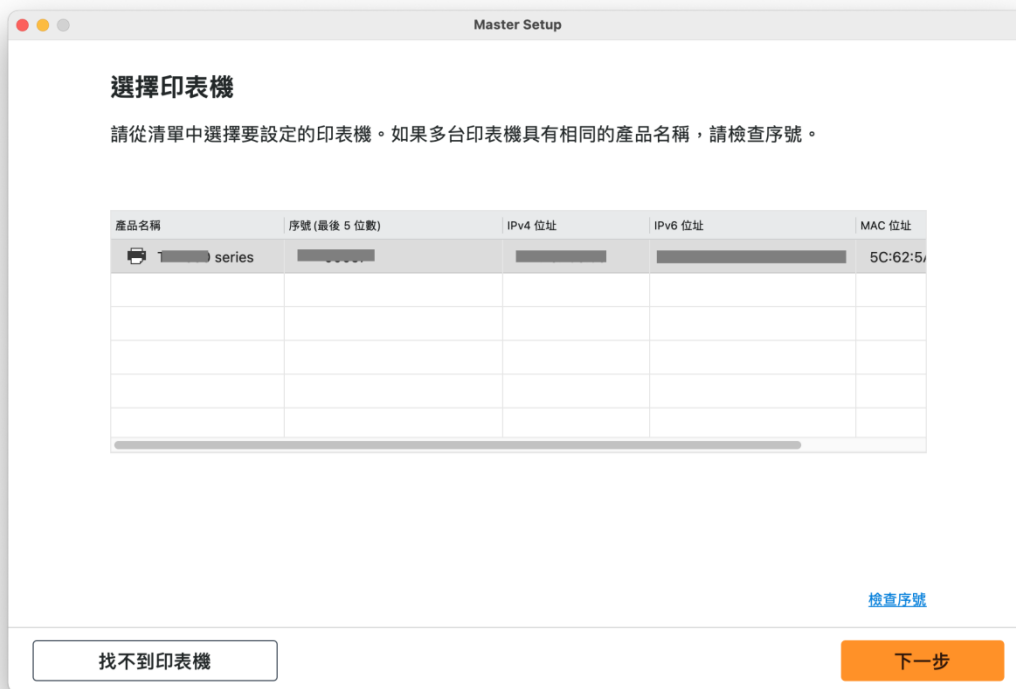 Master Setup
選擇印表機
請從清單中選擇要設定的印表機。如果多台印表機具有相同的產品名稱，請檢查序號。
產品名稱 序號 (最後 5 位數) IPv4 位址 IPv6 位址 MAC 位址
series 5C:62:5
檢查序號
找不到印表機 下一步